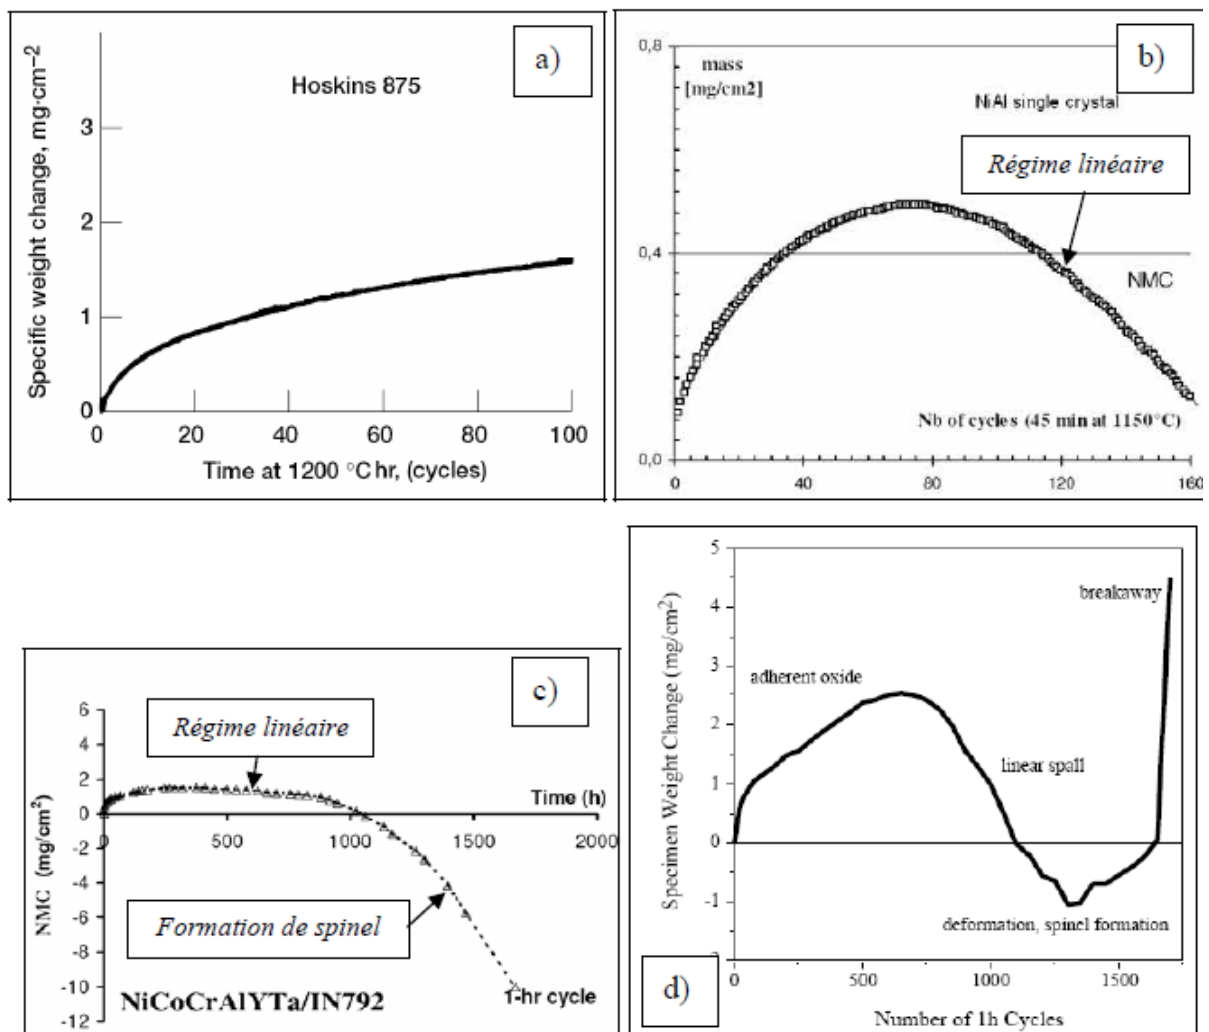 a)
Hoskins 875
Specific weight change, mg·cm–2
3
2
1
0
0 20 40 60 80 100
Time at 1200 °C hr, (cycles)
b)
0,8
mass
[mg/cm2]
NiAl single crystal
Régime linéaire
0,4
NMC
Nb of cycles (45 min at 1150°C)
0,0
0 40 80 120 160
c)
6
4
2
0
-2
-4
-6
-8
-10
-12
NMC (mg/cm²)
Régime linéaire
Time (h)
500 1000 1500 2000
Formation de spinel
NiCoCrAlYTa/IN792
1-hr cycle
d)
5
4
3
2
1
0
-1
Specimen Weight Change (mg/cm²)
breakaway
adherent oxide
linear spall
deformation, spinel formation
0 500 1000 1500
Number of 1h Cycles